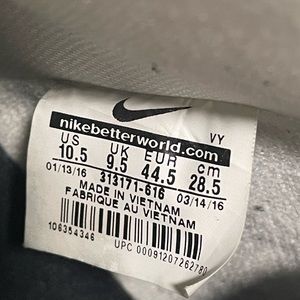 VY
nikebetterworld.com
US UK EUR cm
10.5 9.5 44.5 28.5
01/13/16 313171-616 03/14/16
MADE IN VIETNAM
FABRIQUE AU VIETNAM
106354346
UPC 00091207262780